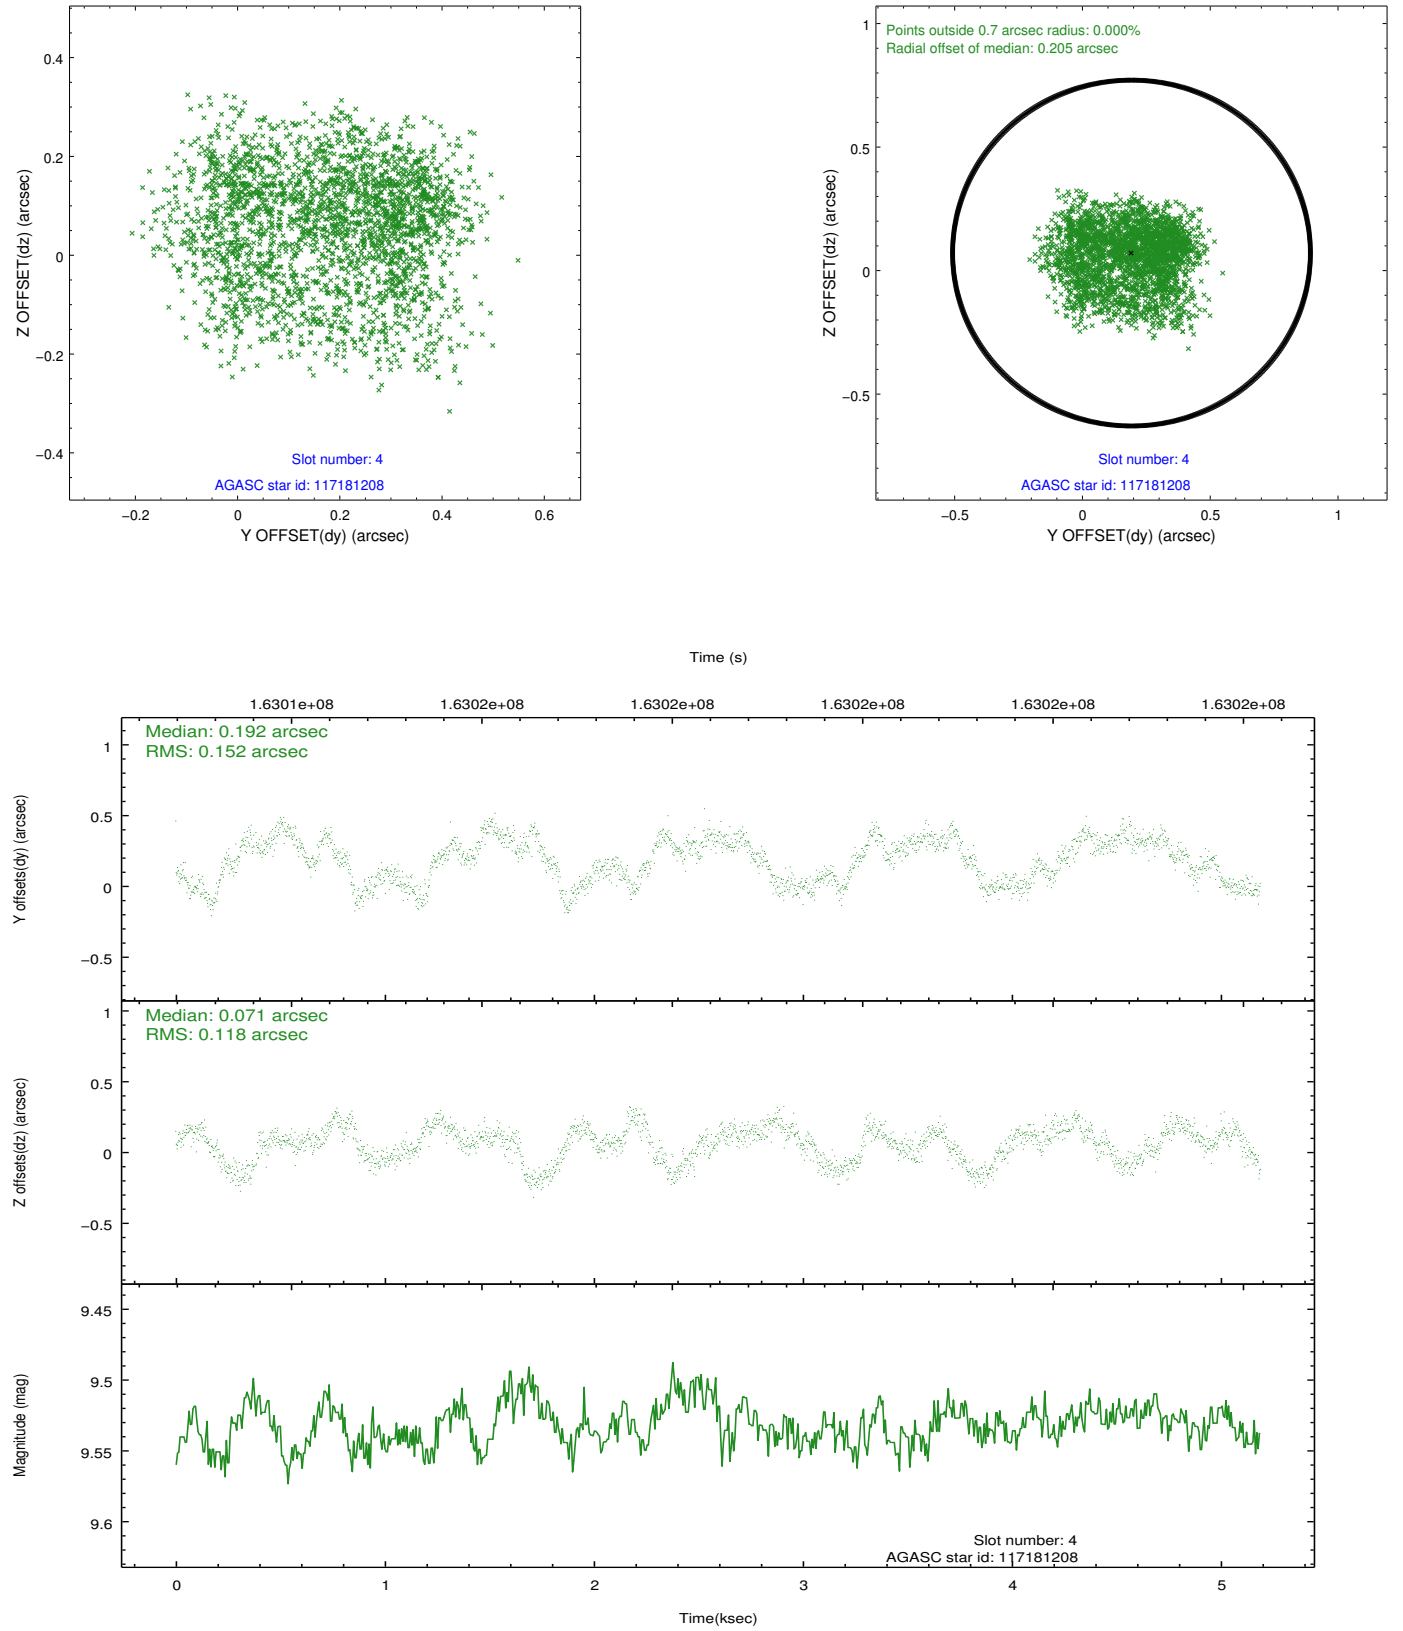 0.4
0.2
0
−0.2
−0.4
Z OFFSET(dz) (arcsec)
Slot number: 4
AGASC star id: 117181208
−0.2 0 0.2 0.4 0.6
Y OFFSET(dy) (arcsec)
Points outside 0.7 arcsec radius: 0.000%
Radial offset of median: 0.205 arcsec
1
0.5
0
−0.5
Z OFFSET(dz) (arcsec)
Slot number: 4
AGASC star id: 117181208
−0.5 0 0.5 1
Y OFFSET(dy) (arcsec)
Time (s)
1.6301e+08 1.6302e+08 1.6302e+08 1.6302e+08 1.6302e+08 1.6302e+08
Median: 0.192 arcsec
RMS: 0.152 arcsec
1
0.5
0
−0.5
Y offsets(dy) (arcsec)
Median: 0.071 arcsec
RMS: 0.118 arcsec
1
0.5
0
−0.5
Z offsets(dz) (arcsec)
9.45
9.5
9.55
9.6
Magnitude (mag)
Slot number: 4
AGASC star id: 117181208
0 1 2 3 4 5
Time(ksec)